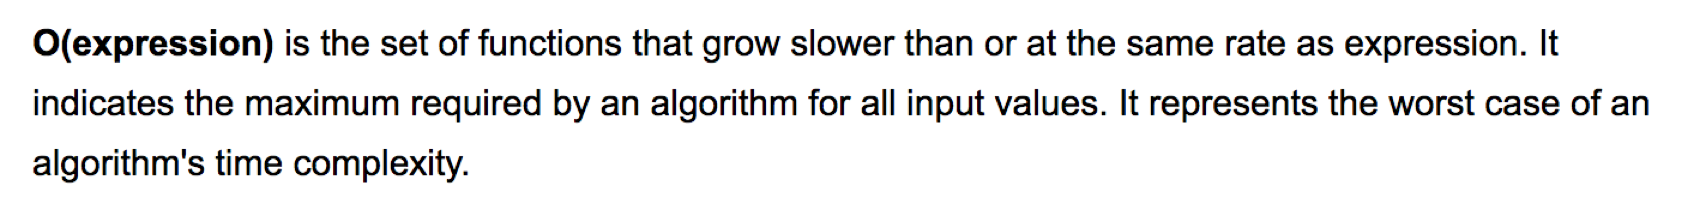 O(expression) is the set of functions that grow slower than or at the same rate as expression. It
indicates the maximum required by an algorithm for all input values. It represents the worst case of an
algorithm's time complexity.